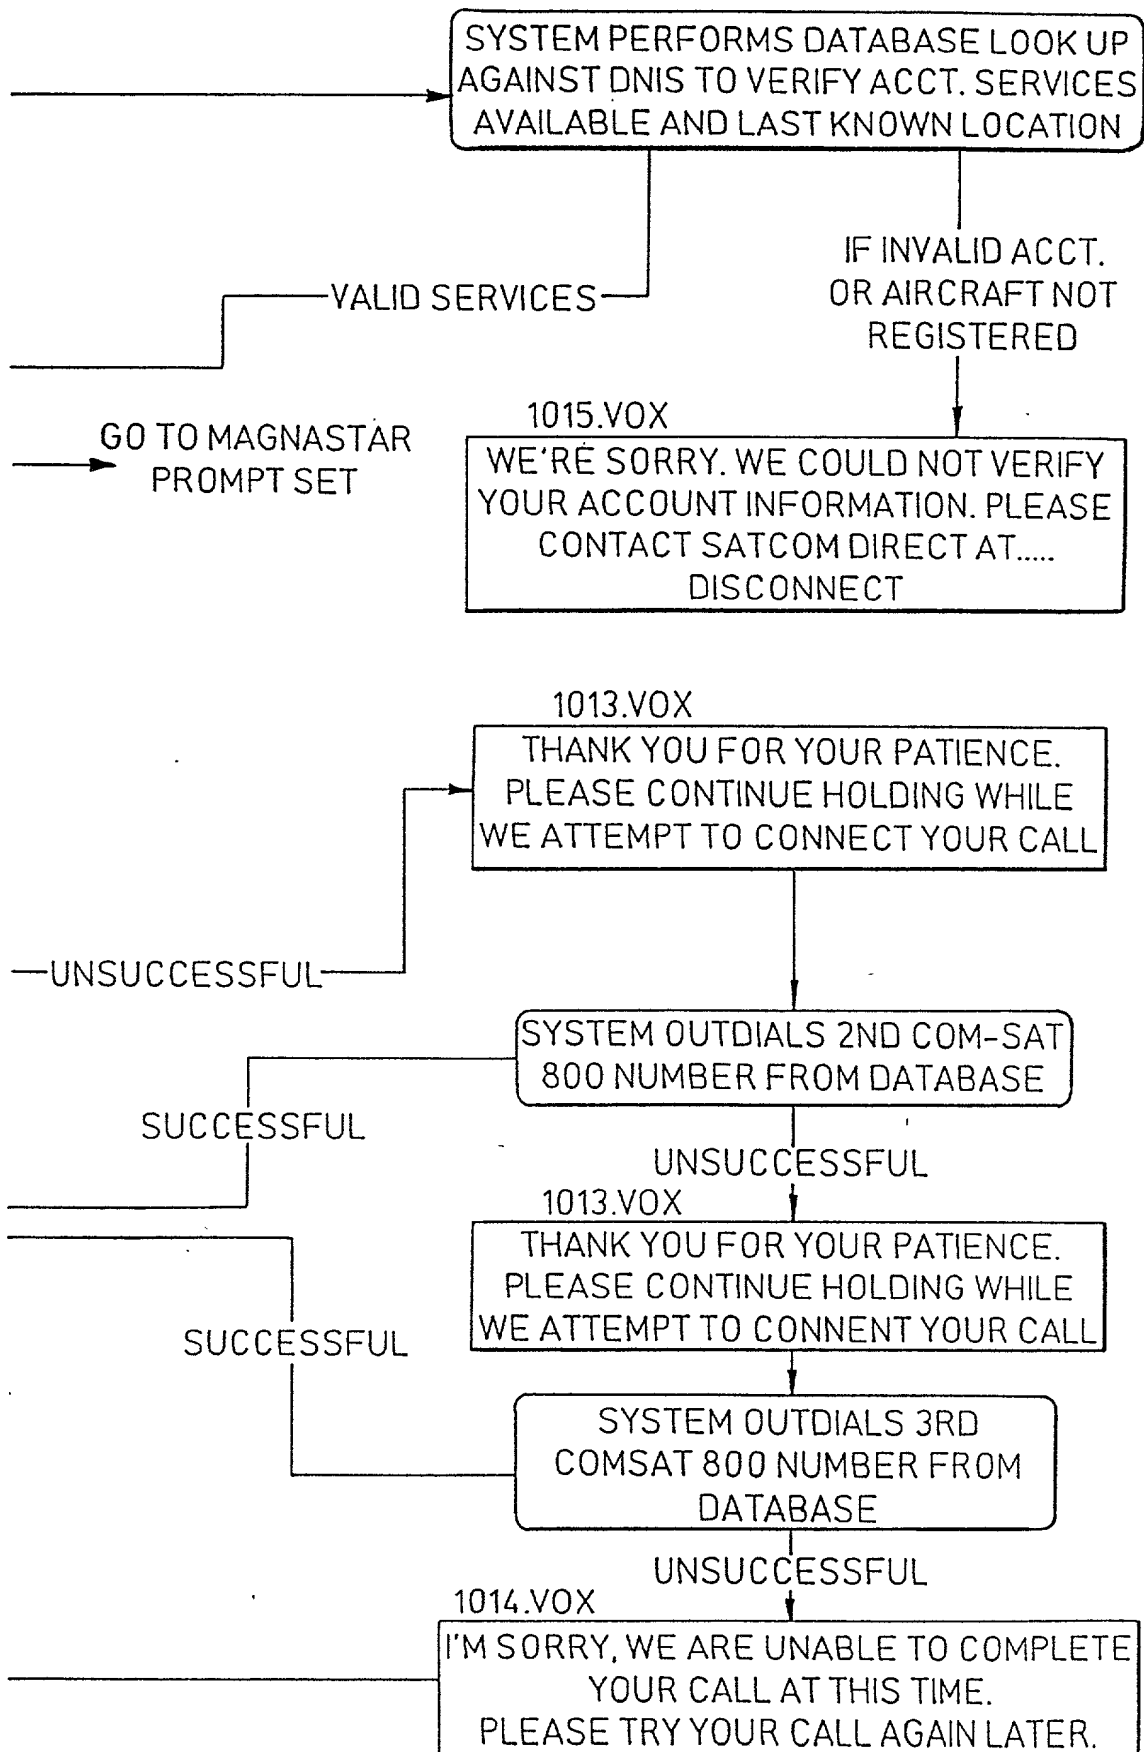 SYSTEM PERFORMS DATABASE LOOK UP
AGAINST DNIS TO VERIFY ACCT. SERVICES
AVAILABLE AND LAST KNOWN LOCATION
IF INVALID ACCT.
OR AIRCRAFT NOT
REGISTERED
VALID SERVICES
GO TO MAGNASTAR
PROMPT SET
1015.VOX
WE'RE SORRY. WE COULD NOT VERIFY
YOUR ACCOUNT INFORMATION. PLEASE
CONTACT SATCOM DIRECT AT.....
DISCONNECT
1013.VOX
THANK YOU FOR YOUR PATIENCE.
PLEASE CONTINUE HOLDING WHILE
WE ATTEMPT TO CONNECT YOUR CALL
UNSUCCESSFUL
SYSTEM OUTDIALS 2ND COM-SAT
800 NUMBER FROM DATABASE
SUCCESSFUL
UNSUCCESSFUL
1013.VOX
THANK YOU FOR YOUR PATIENCE.
PLEASE CONTINUE HOLDING WHILE
WE ATTEMPT TO CONNENT YOUR CALL
SUCCESSFUL
SYSTEM OUTDIALS 3RD
COMSAT 800 NUMBER FROM
DATABASE
UNSUCCESSFUL
1014.VOX
I'M SORRY, WE ARE UNABLE TO COMPLETE
YOUR CALL AT THIS TIME.
PLEASE TRY YOUR CALL AGAIN LATER.